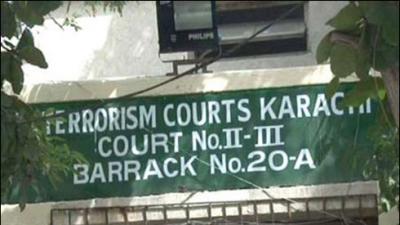 PHILIPS
TERRORISM COURTS KARACHI
COURT No.II-III
BARRACK No.20-A